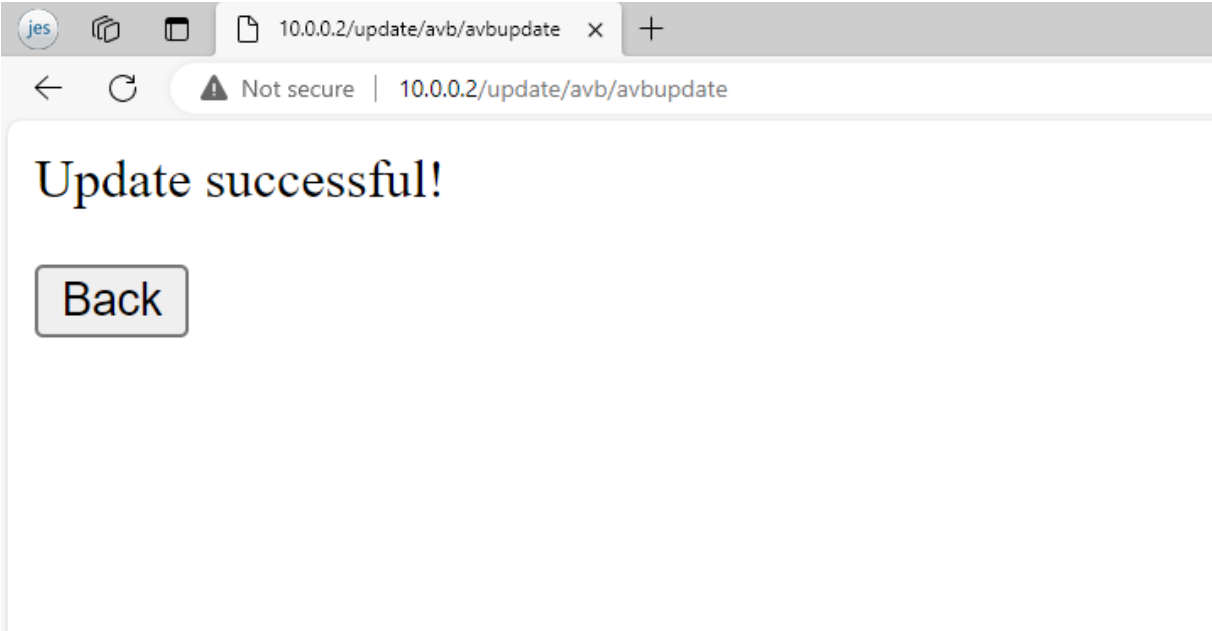 jes
10.0.0.2/update/avb/avbupdate
Not secure | 10.0.0.2/update/avb/avbupdate
Update successful!
Back